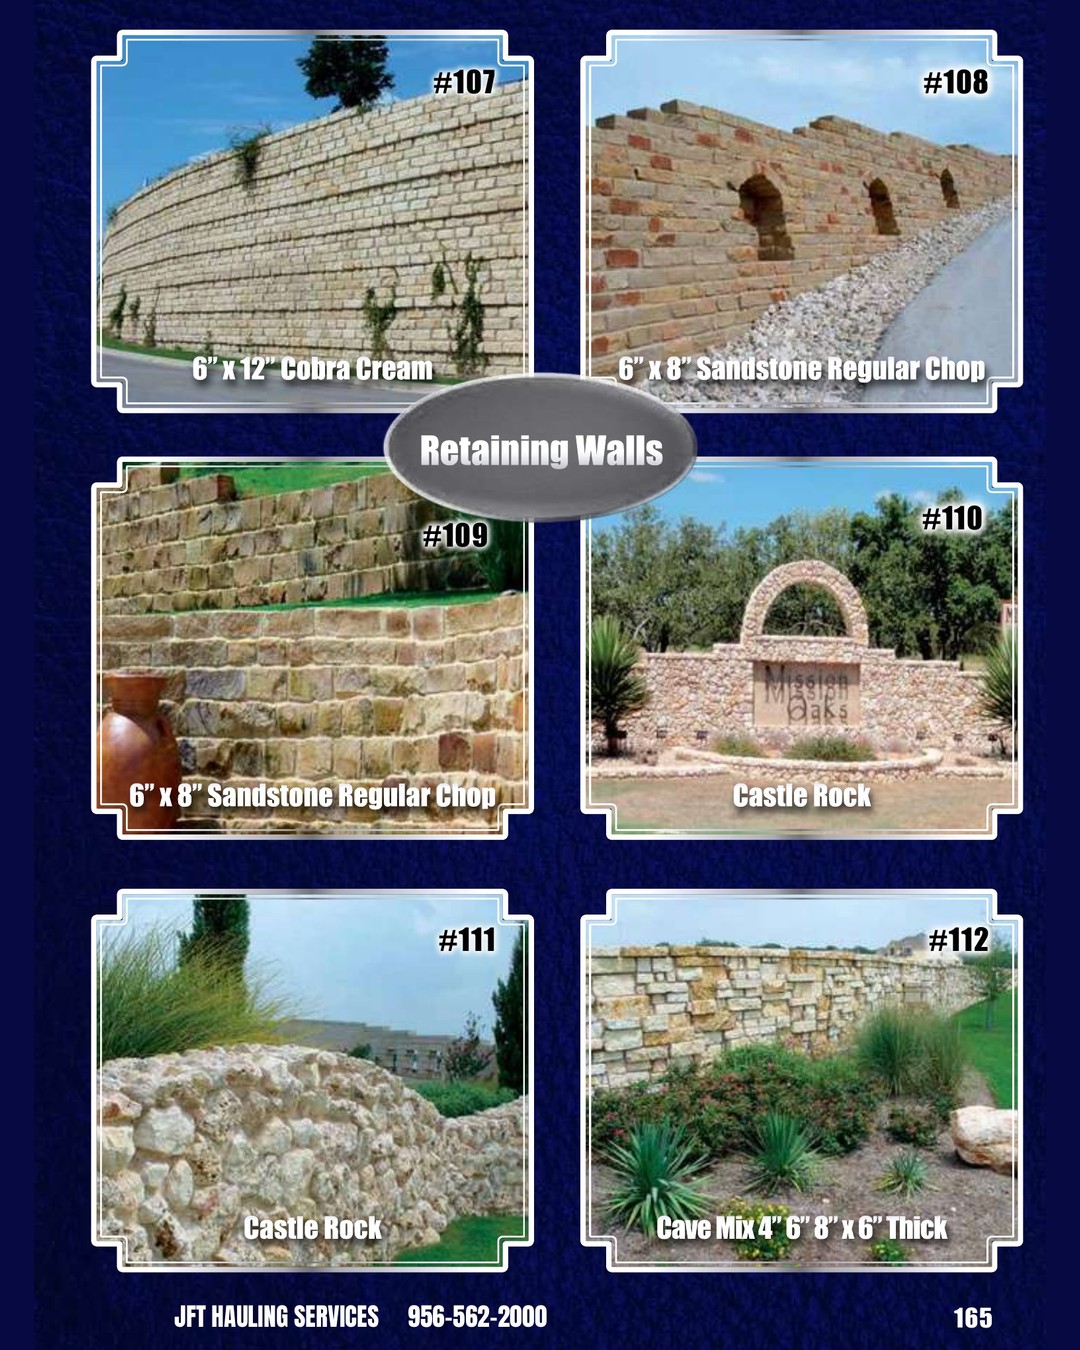 #107
6” x 12” Cobra Cream
#108
6” x 8” Sandstone Regular Chop
Retaining Walls
#109
6” x 8” Sandstone Regular Chop
#110
Mission
Oaks
Castle Rock
#111
Castle Rock
#112
Cave Mix 4” 6” 8” x 6” Thick
JFT HAULING SERVICES 956-562-2000
165